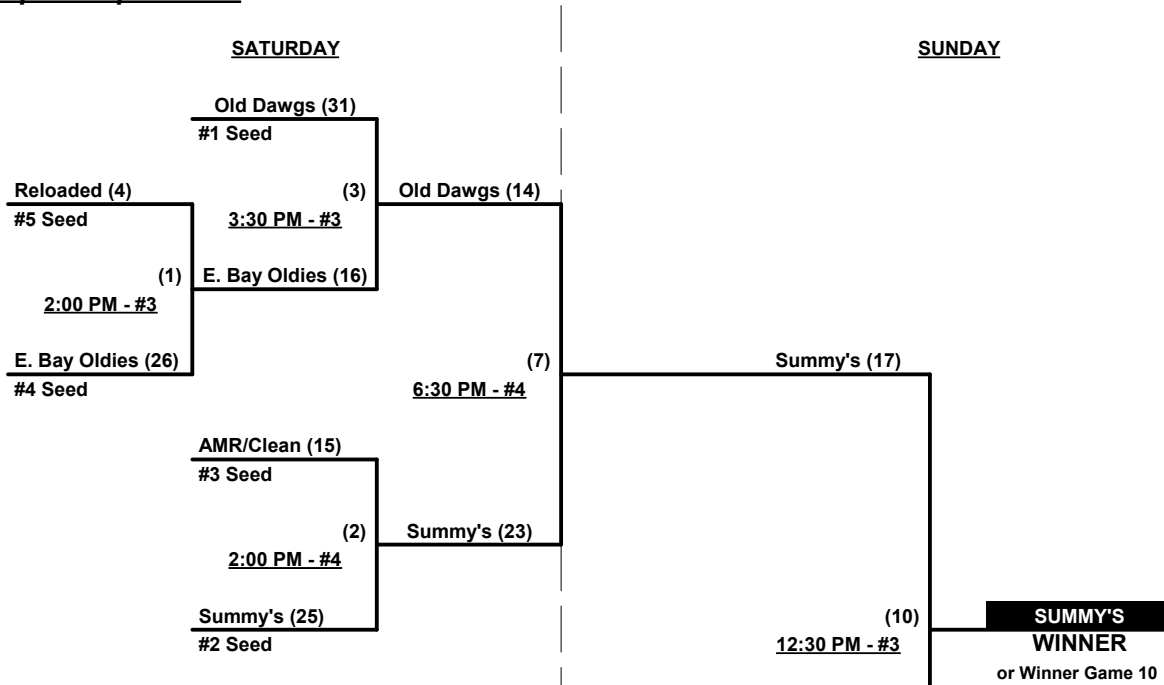 SATURDAY
SUNDAY
Old Dawgs (31)
#1 Seed
Reloaded (4)
(3)
Old Dawgs (14)
#5 Seed
3:30 PM - #3
(1)
E. Bay Oldies (16)
2:00 PM - #3
E. Bay Oldies (26)
(7)
Summy's (17)
#4 Seed
6:30 PM - #4
AMR/Clean (15)
#3 Seed
(2)
Summy's (23)
2:00 PM - #4
Summy's (25)
(10)
SUMMY'S
#2 Seed
12:30 PM - #3
WINNER
or Winner Game 10